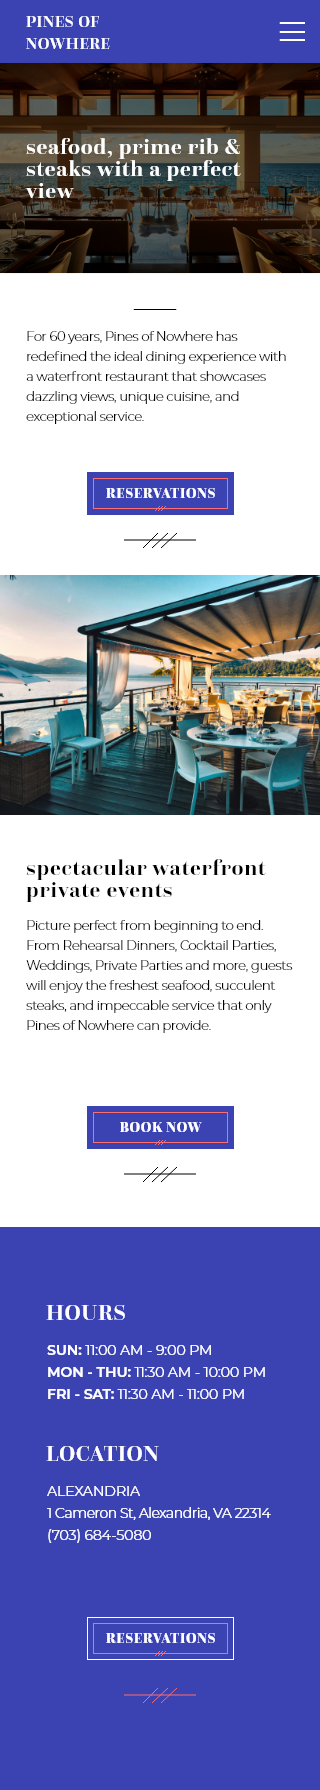 PINES OF
NOWHERE
seafood, prime rib &
steaks with a perfect
view
For 60 years, Pines of Nowhere has
redefined the ideal dining experience with
a waterfront restaurant that showcases
dazzling views, unique cuisine, and
exceptional service.
RESERVATIONS
spectacular waterfront
private events
Picture perfect from beginning to end.
From Rehearsal Dinners, Cocktail Parties,
Weddings, Private Parties and more, guests
will enjoy the freshest seafood, succulent
steaks, and impeccable service that only
Pines of Nowhere can provide.
BOOK NOW
HOURS
SUN: 11:00 AM - 9:00 PM
MON - THU: 11:30 AM - 10:00 PM
FRI - SAT: 11:30 AM - 11:00 PM
LOCATION
ALEXANDRIA
1 Cameron St, Alexandria, VA 22314
(703) 684-5080
RESERVATIONS